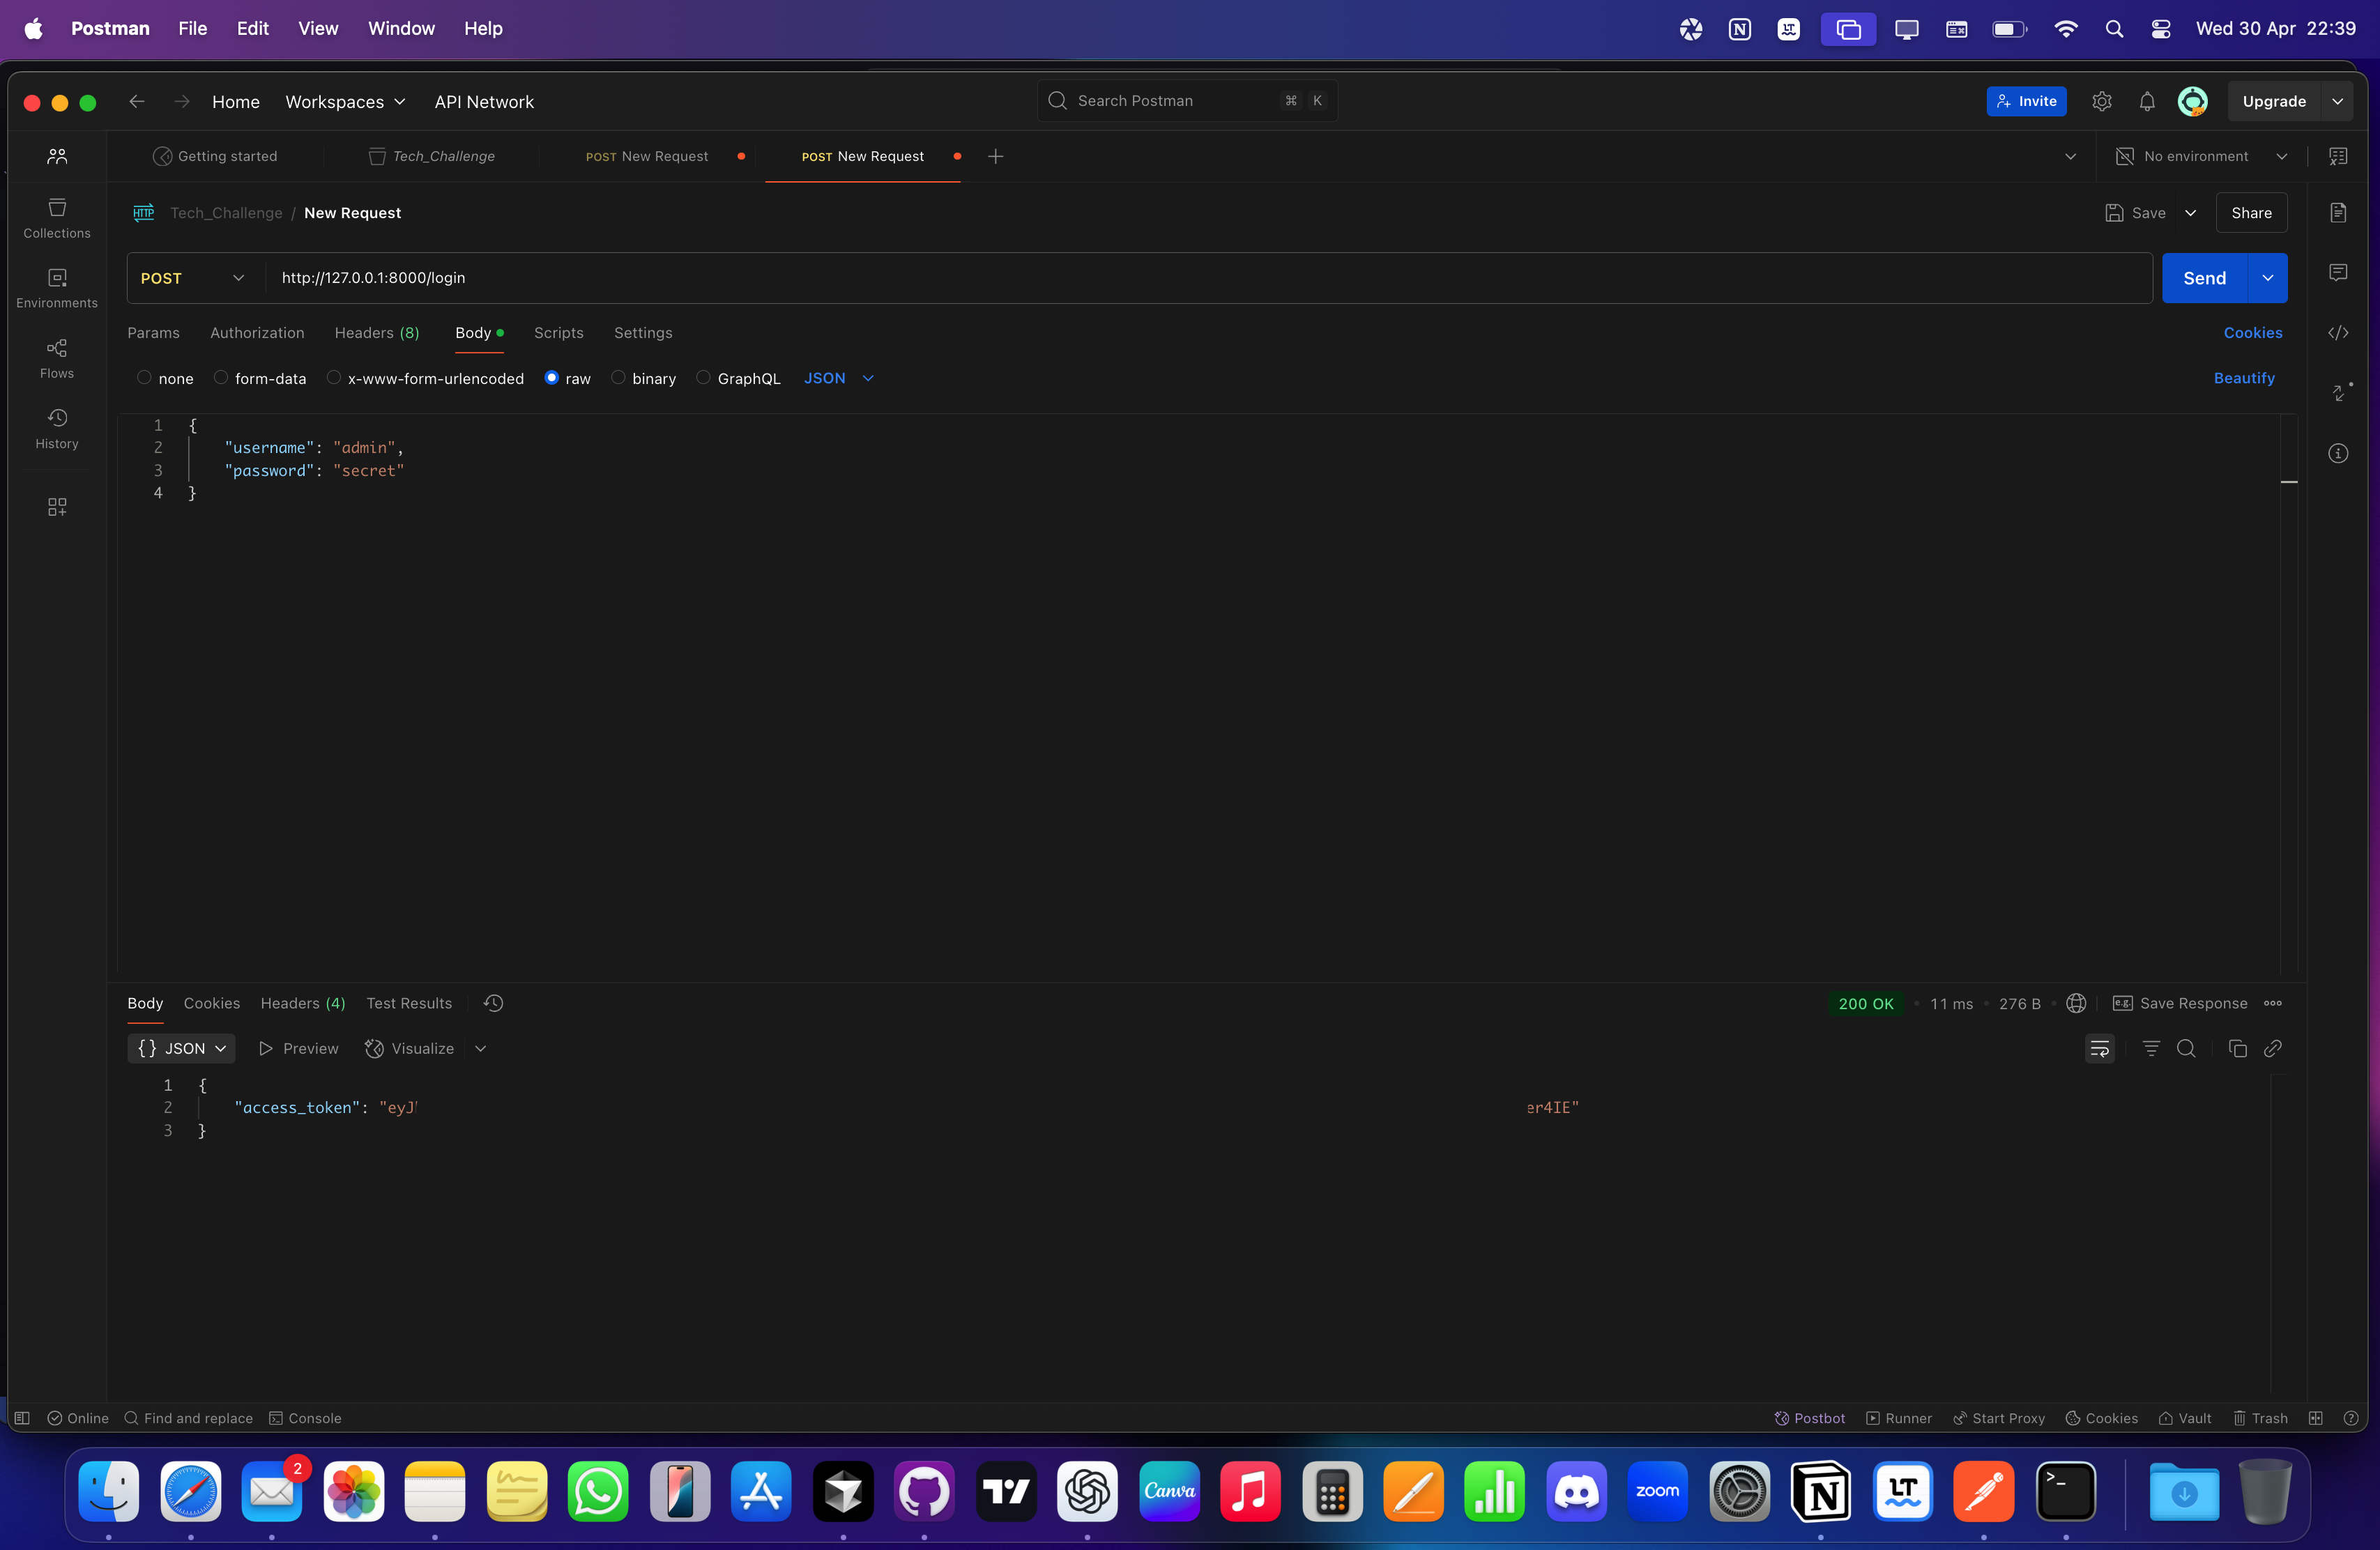 Postman File Edit View Window Help Wed 30 Apr 22:39
Home Workspaces API Network Search Postman ⌘ K Invite Upgrade
Getting started Tech_Challenge POST New Request POST New Request No environment
HTTP Tech_Challenge / New Request Save Share
Collections
POST http://127.0.0.1:8000/login Send
Environments
Params Authorization Headers (8) Body Scripts Settings Cookies
Flows
none form-data x-www-form-urlencoded raw binary GraphQL JSON Beautify
History
1 {
2 "username": "admin",
3 "password": "secret"
4 }
Body Cookies Headers (4) Test Results 200 OK 11 ms 276 B e.g. Save Response
{} JSON Preview Visualize
1 {
2 "access_token": "eyJ er4IE"
3 }
Online Find and replace Console Postbot Runner Start Proxy Cookies Vault Trash
2
Canva zoom N LT